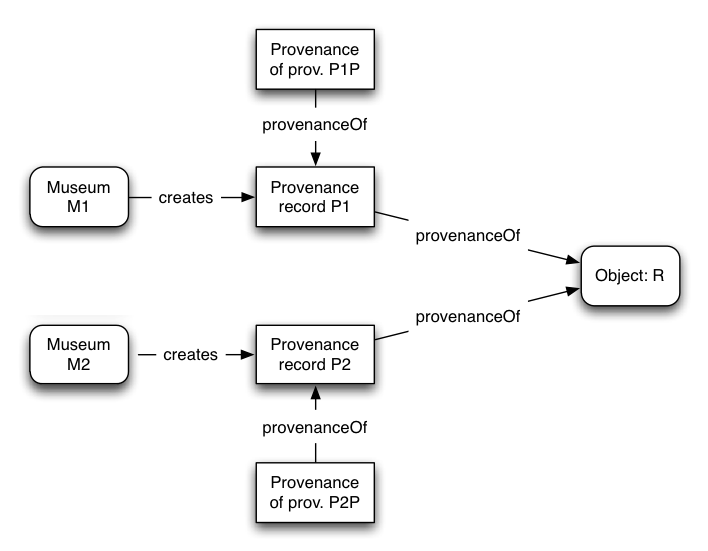 Provenance
of prov. P1P
provenanceOf
Museum
M1
creates
Provenance
record P1
provenanceOf
Object: R
provenanceOf
Museum
M2
creates
Provenance
record P2
provenanceOf
Provenance
of prov. P2P